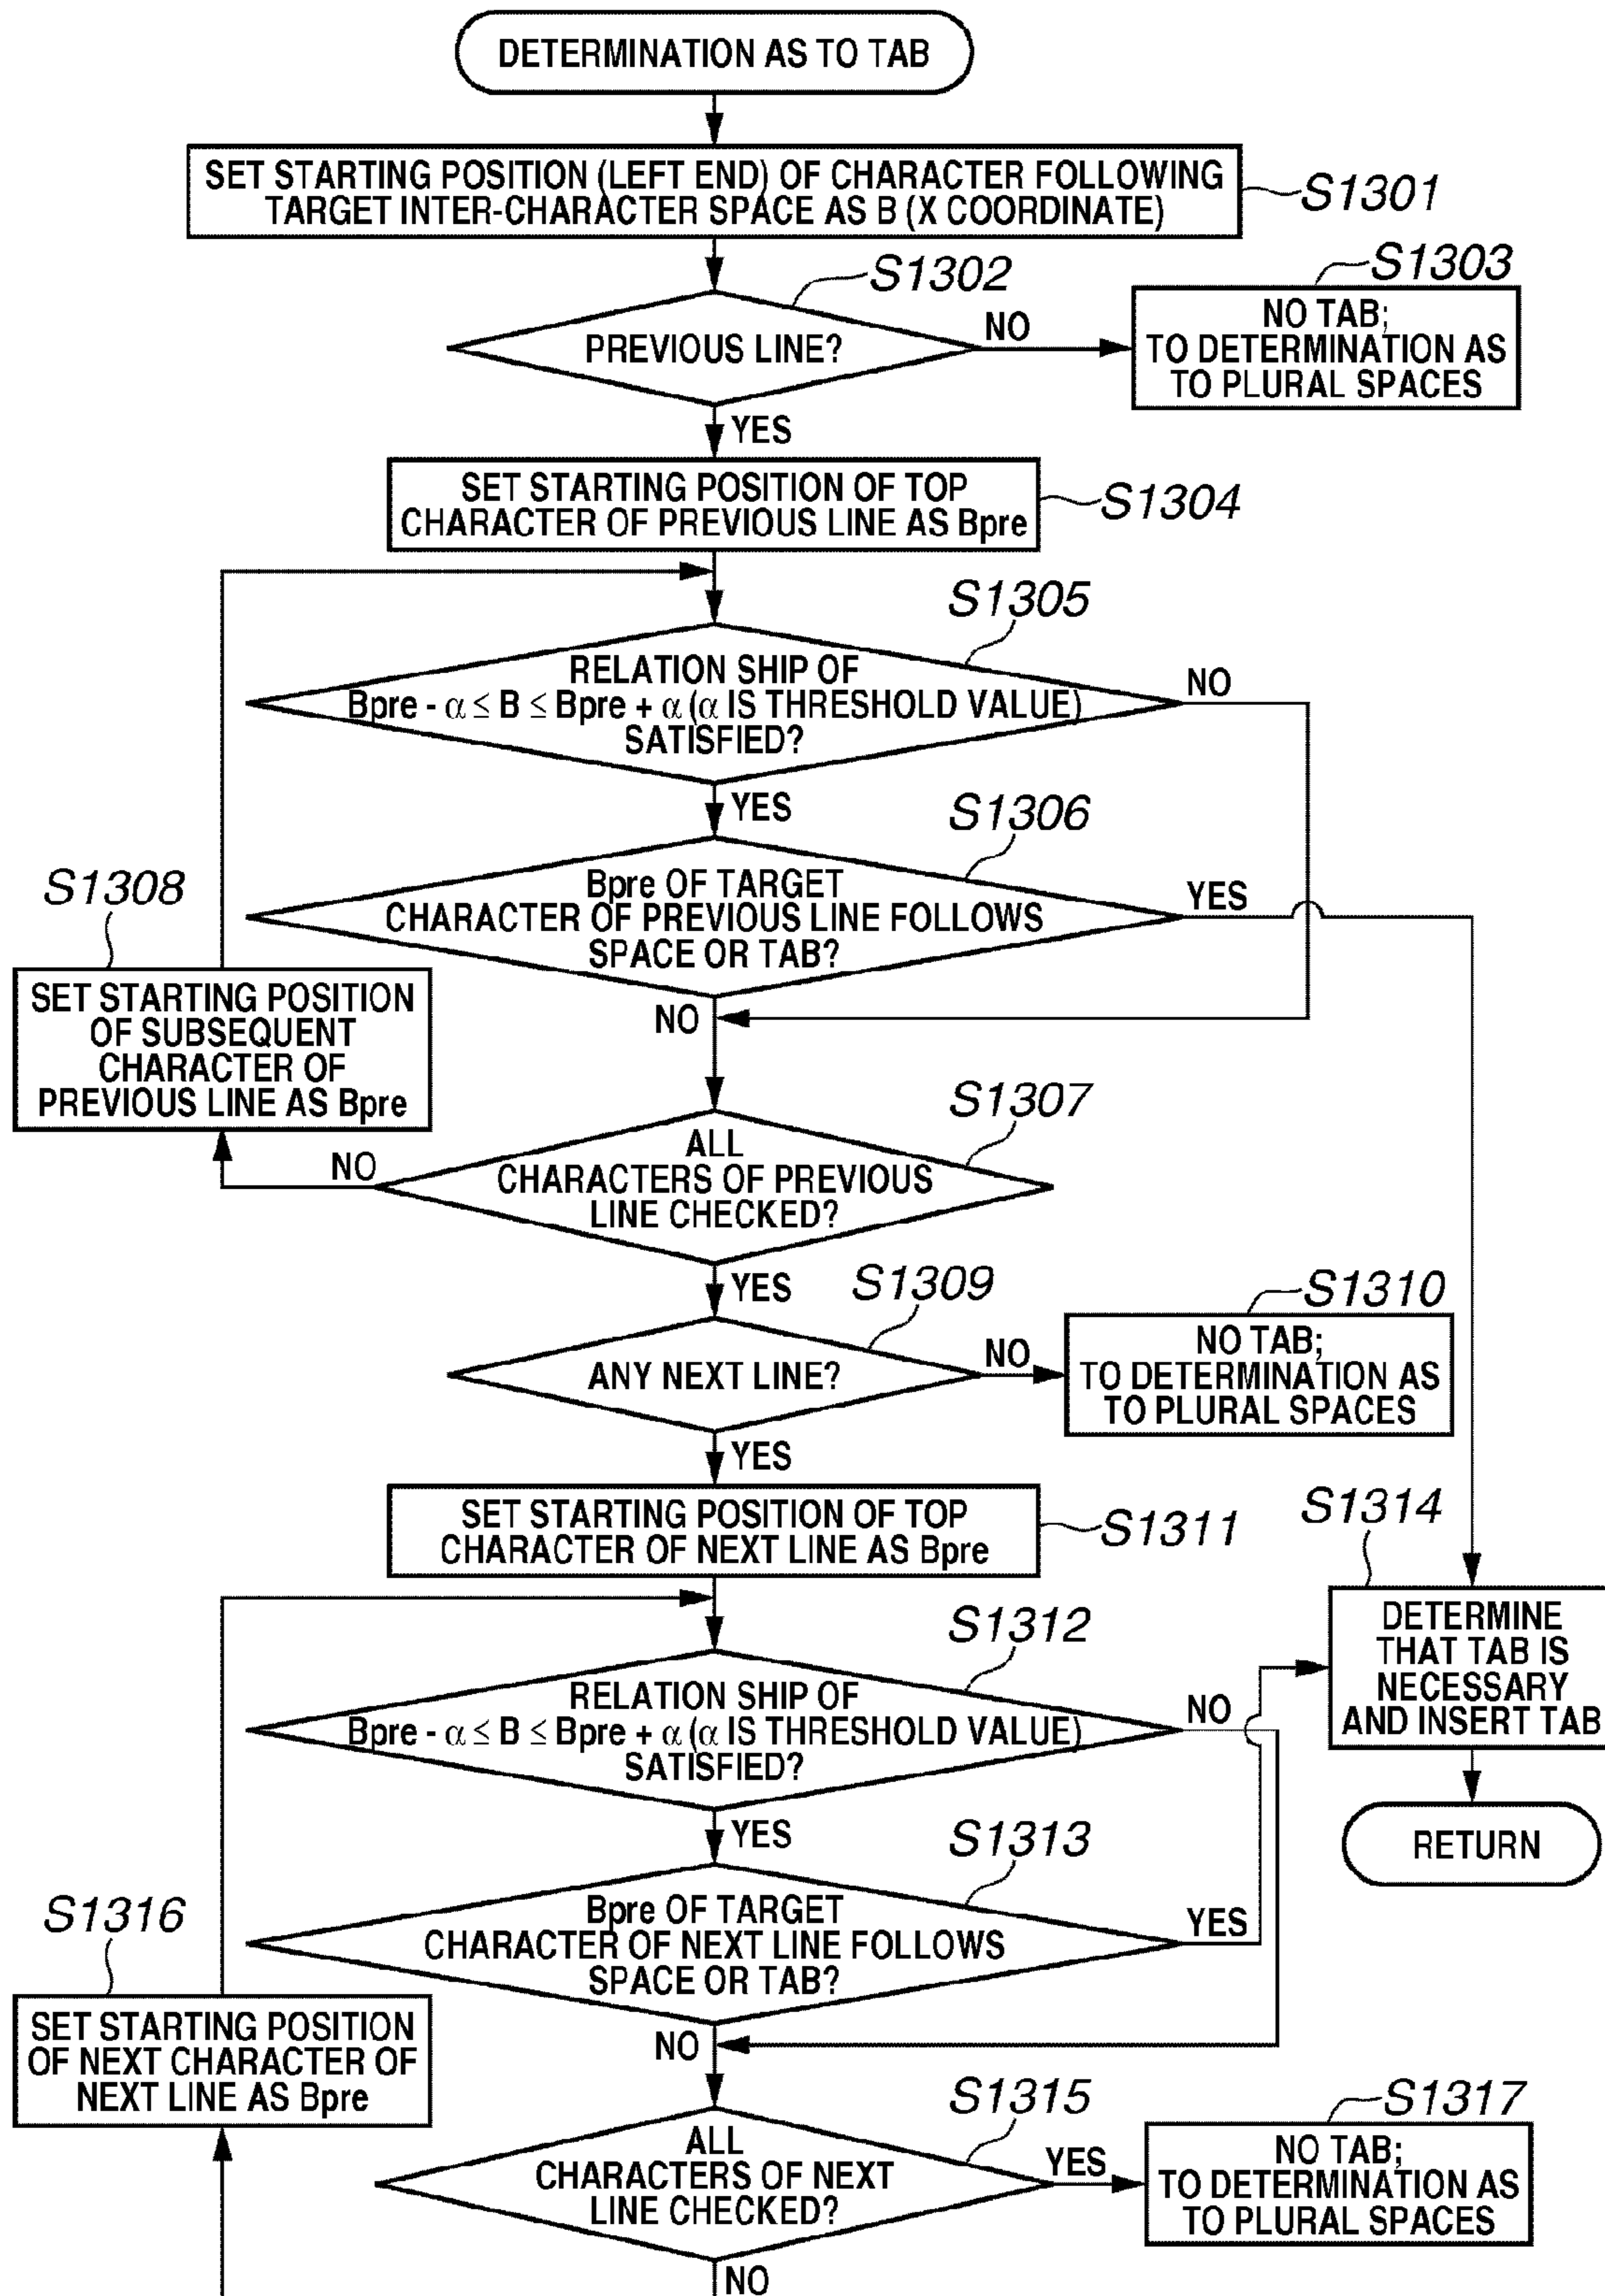 DETERMINATION AS TO TAB
SET STARTING POSITION (LEFT END) OF CHARACTER FOLLOWING
TARGET INTER-CHARACTER SPACE AS B (X COORDINATE)
S1301
S1302
PREVIOUS LINE?
NO
S1303
NO TAB;
TO DETERMINATION AS
TO PLURAL SPACES
YES
SET STARTING POSITION OF TOP
CHARACTER OF PREVIOUS LINE AS Bpre
S1304
S1305
RELATION SHIP OF
Bpre - α ≤ B ≤ Bpre + α (α IS THRESHOLD VALUE)
SATISFIED?
NO
YES
S1306
Bpre OF TARGET
CHARACTER OF PREVIOUS LINE FOLLOWS
SPACE OR TAB?
YES
NO
S1308
SET STARTING POSITION
OF SUBSEQUENT
CHARACTER OF
PREVIOUS LINE AS Bpre
S1307
ALL
CHARACTERS OF PREVIOUS
LINE CHECKED?
NO
YES
S1309
ANY NEXT LINE?
NO
S1310
NO TAB;
TO DETERMINATION AS
TO PLURAL SPACES
YES
SET STARTING POSITION OF TOP
CHARACTER OF NEXT LINE AS Bpre
S1311
S1314
DETERMINE
THAT TAB IS
NECESSARY
AND INSERT TAB
RETURN
S1312
RELATION SHIP OF
Bpre - α ≤ B ≤ Bpre + α (α IS THRESHOLD VALUE)
SATISFIED?
NO
YES
S1313
Bpre OF TARGET
CHARACTER OF NEXT LINE FOLLOWS
SPACE OR TAB?
YES
NO
S1316
SET STARTING POSITION
OF NEXT CHARACTER OF
NEXT LINE AS Bpre
S1315
ALL
CHARACTERS OF NEXT
LINE CHECKED?
YES
S1317
NO TAB;
TO DETERMINATION AS
TO PLURAL SPACES
NO